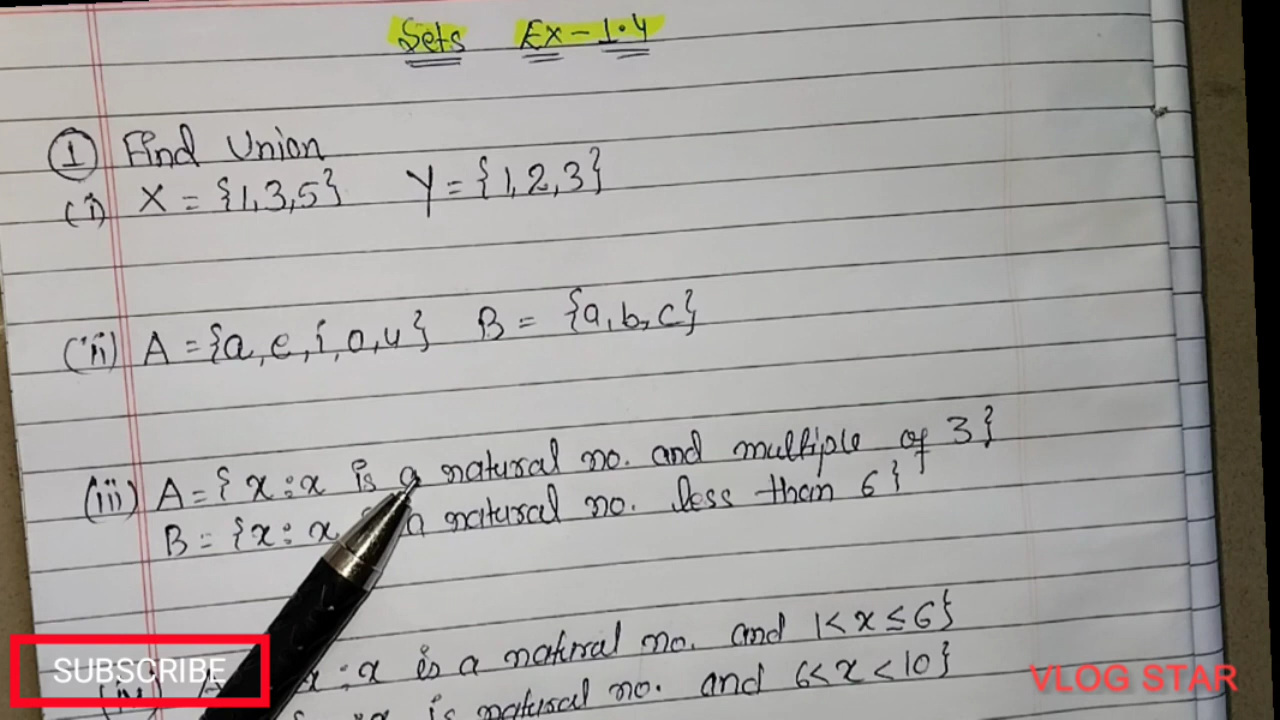 Sets Ex-1.4
① Find Union
(i) X = {1,3,5} Y = {1,2,3}
(ii) A = {a, e, i, o, u} B = {a, b, c}
(iii) A = { x : x is a natural no. and multiple of 3}
B = {x : x a natural no. less than 6}
(iv) A x : x is a natural no. and 1 < x ≤ 6}
x is natural no. and 6 < x < 10}
SUBSCRIBE
VLOG STAR